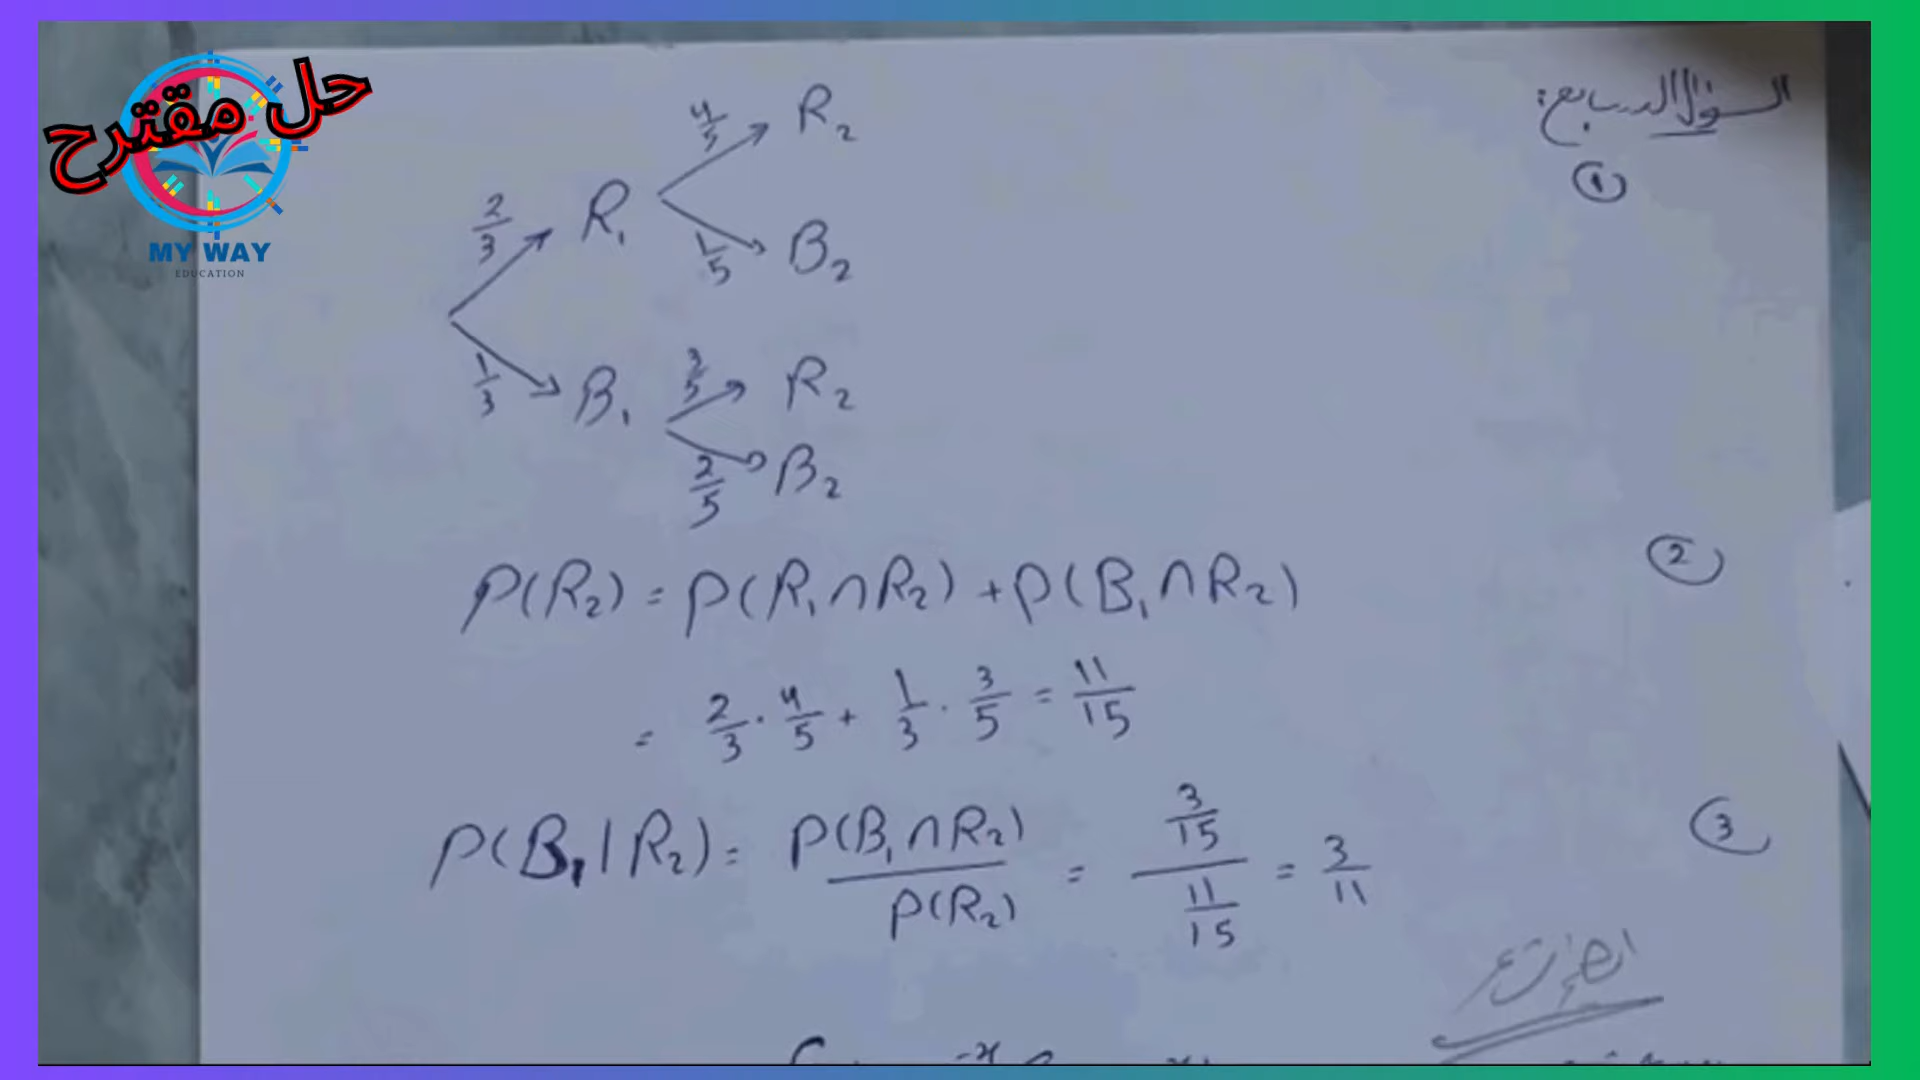 حل مقترح
MY WAY
EDUCATION
السؤال السابع:
①
2/3 R₁ 4/5 R₂
1/5 B₂
1/3 B₁ 3/5 R₂
2/5 B₂
② P(R₂) = P(R₁∩R₂) + P(B₁∩R₂)
= 2/3 · 4/5 + 1/3 · 3/5 = 11/15
③ P(B₁|R₂) = P(B₁∩R₂)/P(R₂) = (3/15)/(11/15) = 3/11